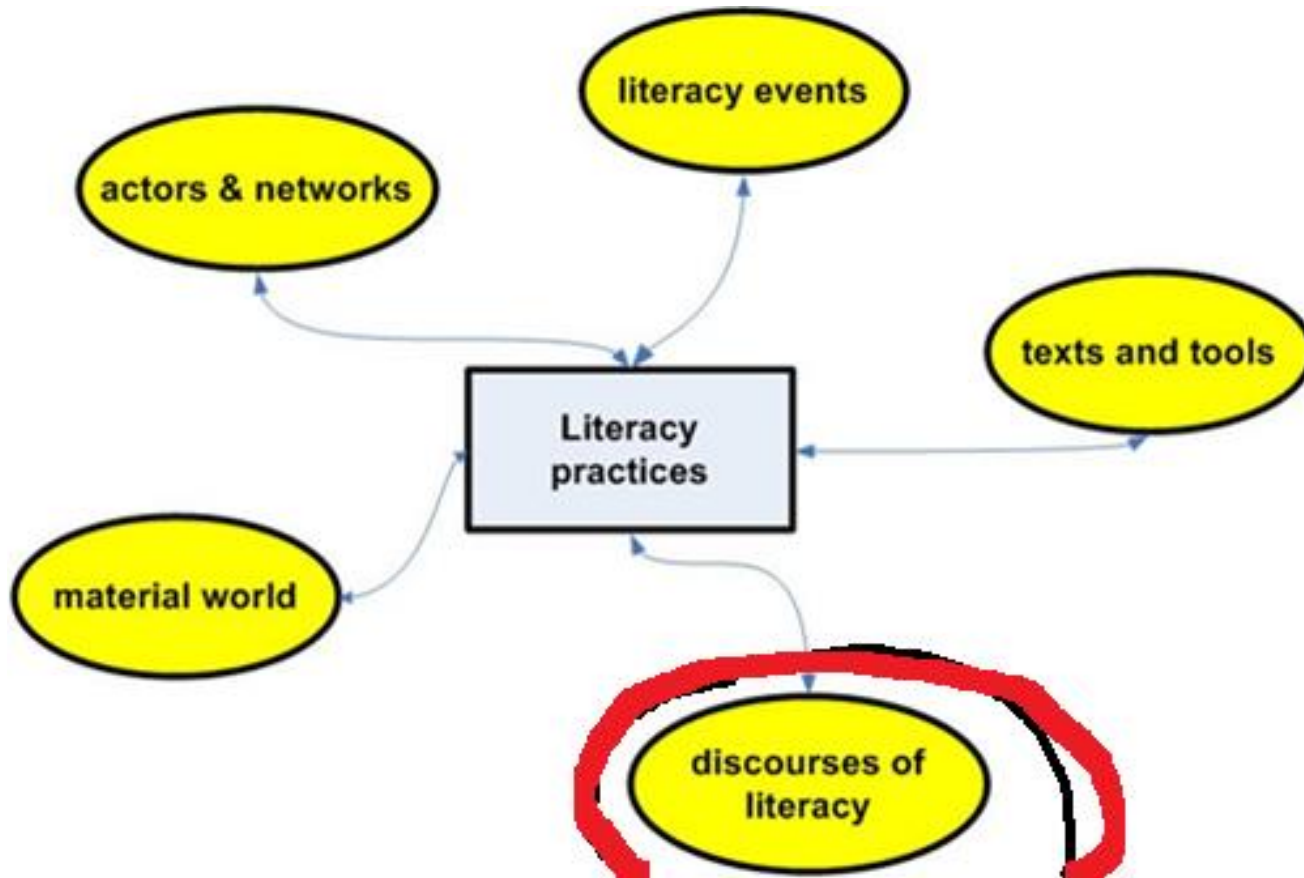 literacy events
actors & networks
texts and tools
Literacy
practices
material world
discourses of
literacy